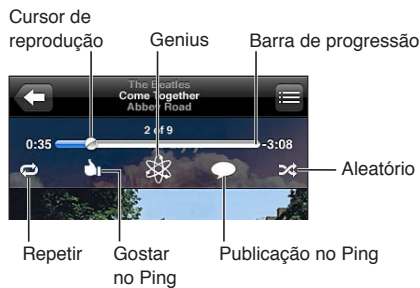 Cursor de
reprodução
Genius
Barra de progressão
The Beatles
Come Together
Abbey Road
2 of 9
0:35
-3:08
Aleatório
Repetir
Gostar
no Ping
Publicação no Ping